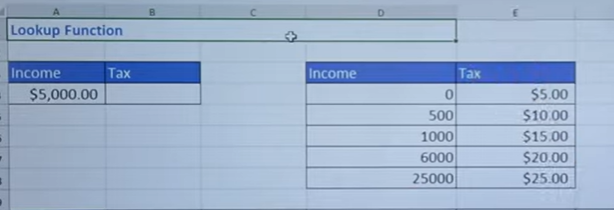 A B C D E
Lookup Function
Income Tax Income Tax
$5,000.00 0 $5.00
500 $10.00
1000 $15.00
6000 $20.00
25000 $25.00